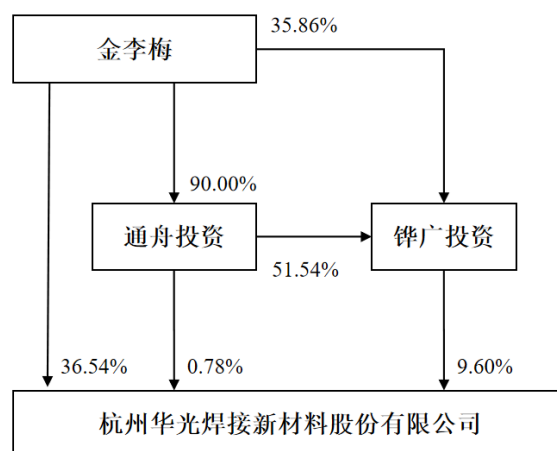 35.86%
金李梅
90.00%
通舟投资
铧广投资
51.54%
36.54%
0.78%
9.60%
杭州华光焊接新材料股份有限公司